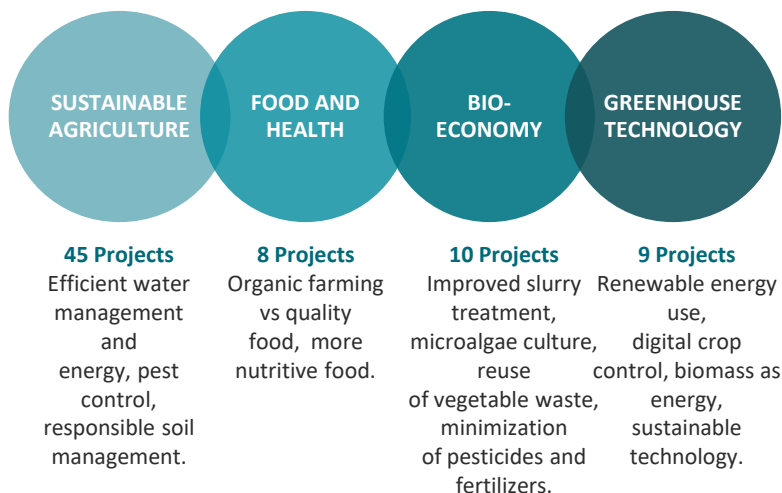 SUSTAINABLE
AGRICULTURE
FOOD AND
HEALTH
BIO-
ECONOMY
GREENHOUSE
TECHNOLOGY
45 Projects
Efficient water
management
and
energy, pest
control,
responsible soil
management.
8 Projects
Organic farming
vs quality
food, more
nutritive food.
10 Projects
Improved slurry
treatment,
microalgae culture,
reuse
of vegetable waste,
minimization
of pesticides and
fertilizers.
9 Projects
Renewable energy
use,
digital crop
control, biomass as
energy,
sustainable
technology.